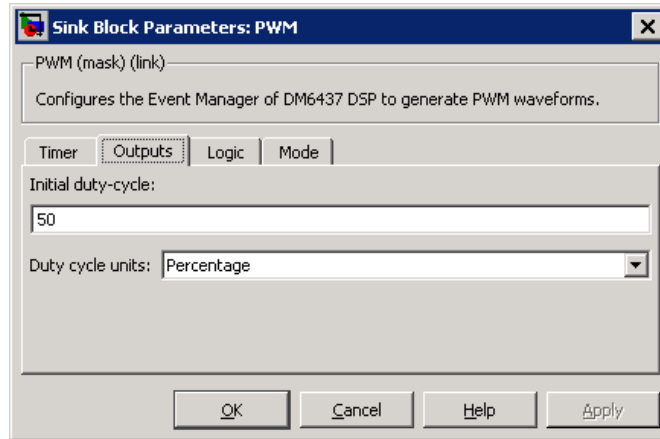 Sink Block Parameters: PWM
PWM (mask) (link)
Configures the Event Manager of DM6437 DSP to generate PWM waveforms.
Timer Outputs Logic Mode
Initial duty-cycle:
50
Duty cycle units: Percentage
OK Cancel Help Apply